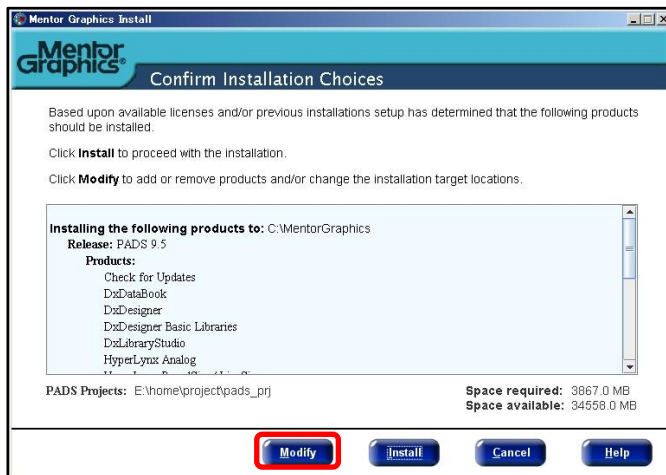 Mentor Graphics Install
Mentor
Graphics®
Confirm Installation Choices
Based upon available licenses and/or previous installations setup has determined that the following products
should be installed.
Click Install to proceed with the installation.
Click Modify to add or remove products and/or change the installation target locations.
Installing the following products to: C:\MentorGraphics
Release: PADS 9.5
Products:
Check for Updates
DxDataBook
DxDesigner
DxDesigner Basic Libraries
DxLibraryStudio
HyperLynx Analog
PADS Projects: E:\home\project\pads_prj
Space required: 3867.0 MB
Space available: 34558.0 MB
Modify Install Cancel Help